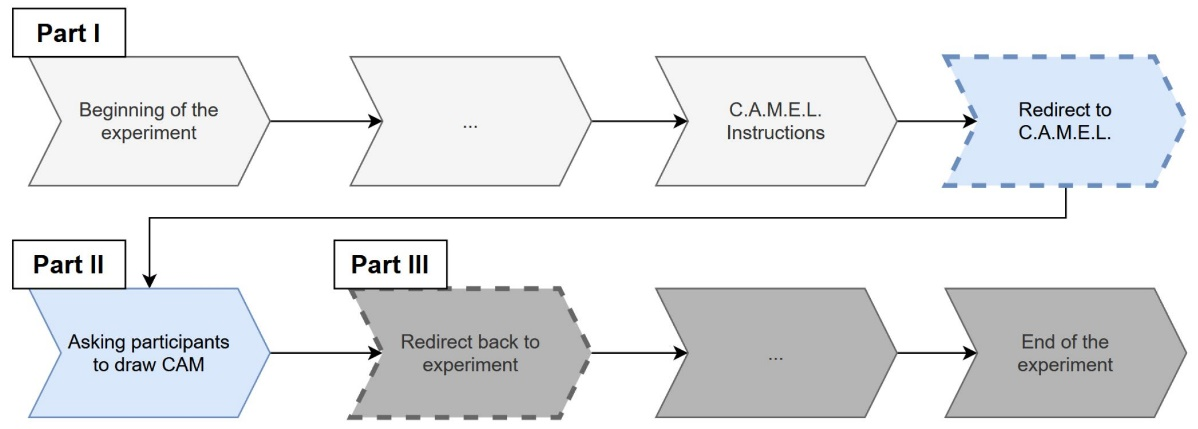 Part I
Beginning of the
experiment
...
C.A.M.E.L.
Instructions
Redirect to
C.A.M.E.L.
Part II
Part III
Asking participants
to draw CAM
Redirect back to
experiment
...
End of the
experiment